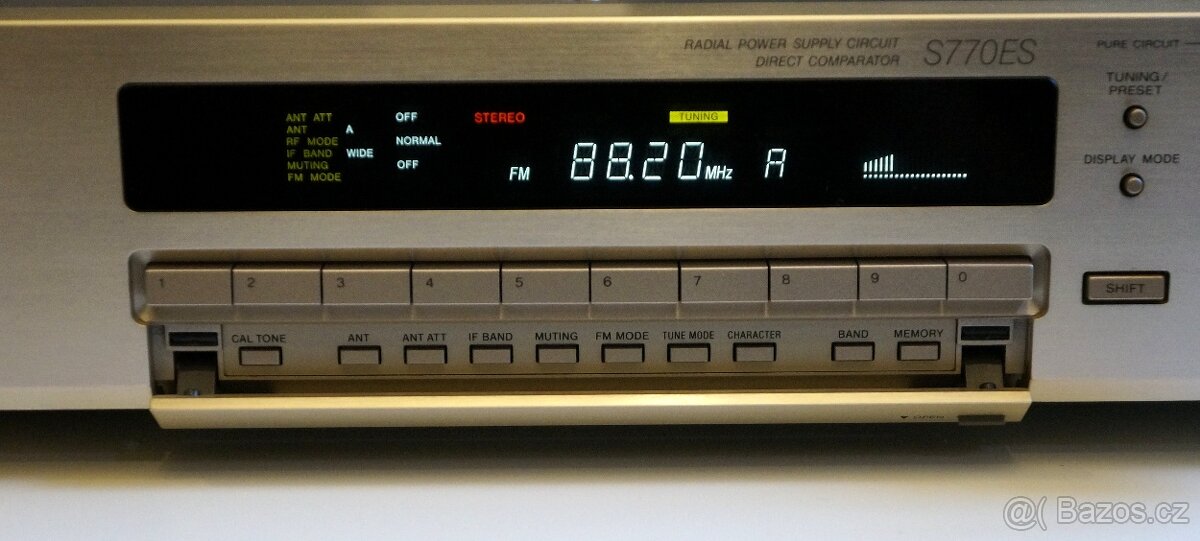 RADIAL POWER SUPPLY CIRCUIT
DIRECT COMPARATOR
S770ES
PURE CIRCUIT
TUNING/
PRESET
DISPLAY MODE
ANT ATT OFF
ANT A
RF MODE NORMAL
IF BAND WIDE
MUTING OFF
FM MODE
STEREO
TUNING
FM 88.20 MHz A
1 2 3 4 5 6 7 8 9 0
SHIFT
CAL TONE ANT ANT ATT IF BAND MUTING FM MODE TUNE MODE CHARACTER BAND MEMORY
OPEN
@( Bazos.cz